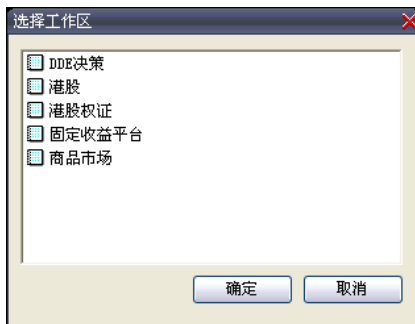 选择工作区
DDE决策
港股
港股权证
固定收益平台
商品市场
确定
取消